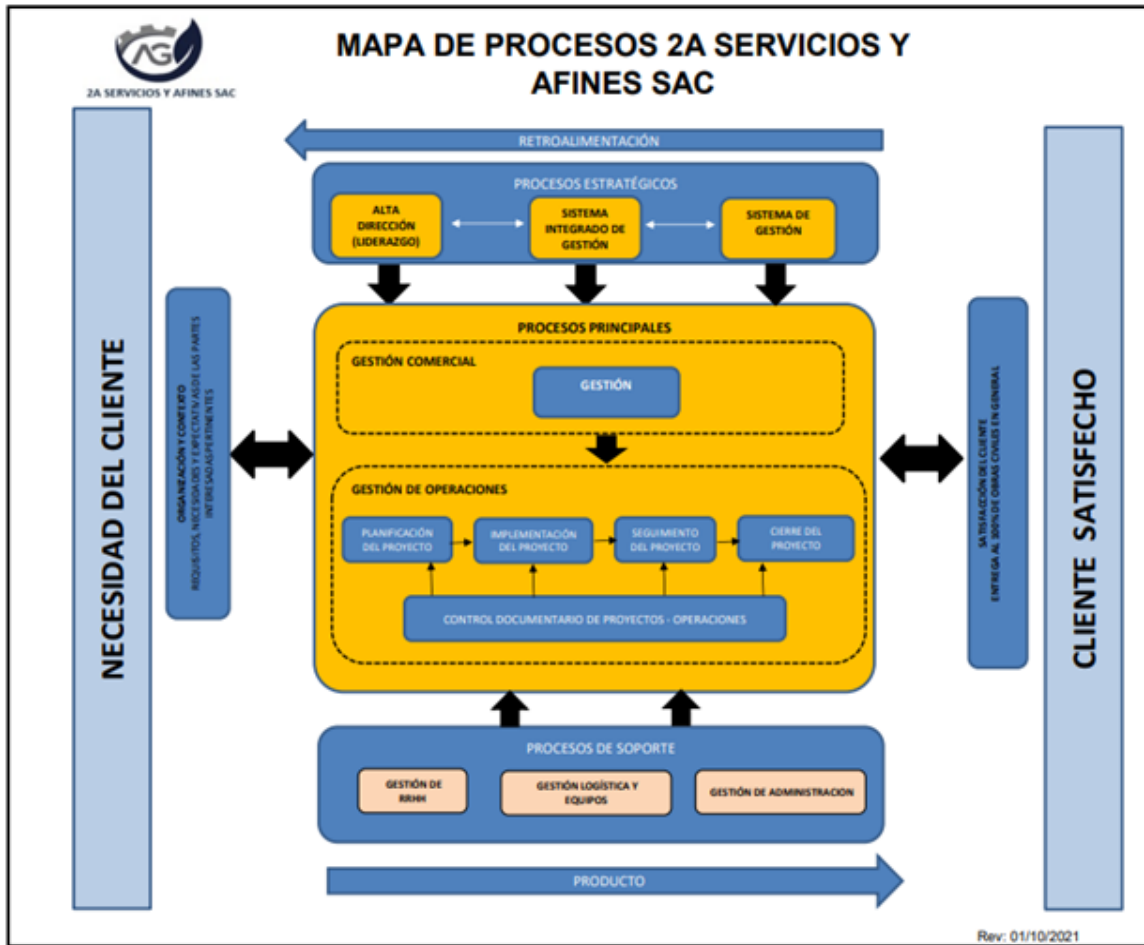 AG
2A SERVICIOS Y AFINES SAC
MAPA DE PROCESOS 2A SERVICIOS Y
AFINES SAC
RETROALIMENTACIÓN
PROCESOS ESTRATÉGICOS
ALTA
DIRECCIÓN
(LIDERAZGO)
SISTEMA
INTEGRADO DE
GESTIÓN
SISTEMA DE
GESTIÓN
NECESIDAD DEL CLIENTE
ORGANIZACIÓN Y CONTEXTO
REQUISITOS, NECESIDADES Y EXPECTATIVAS DE LAS PARTES
INTERESADAS PERTINENTES
PROCESOS PRINCIPALES
GESTIÓN COMERCIAL
GESTIÓN
GESTIÓN DE OPERACIONES
PLANIFICACIÓN
DEL PROYECTO
IMPLEMENTACIÓN
DEL PROYECTO
SEGUIMIENTO
DEL PROYECTO
CIERRE DEL
PROYECTO
CONTROL DOCUMENTARIO DE PROYECTOS - OPERACIONES
SATISFACCIÓN DEL CLIENTE
ENTREGA AL 100% DE OBRAS CIVILES EN GENERAL
CLIENTE SATISFECHO
PROCESOS DE SOPORTE
GESTIÓN DE
RRHH
GESTIÓN LOGÍSTICA Y
EQUIPOS
GESTIÓN DE ADMINISTRACION
PRODUCTO
Rev: 01/10/2021